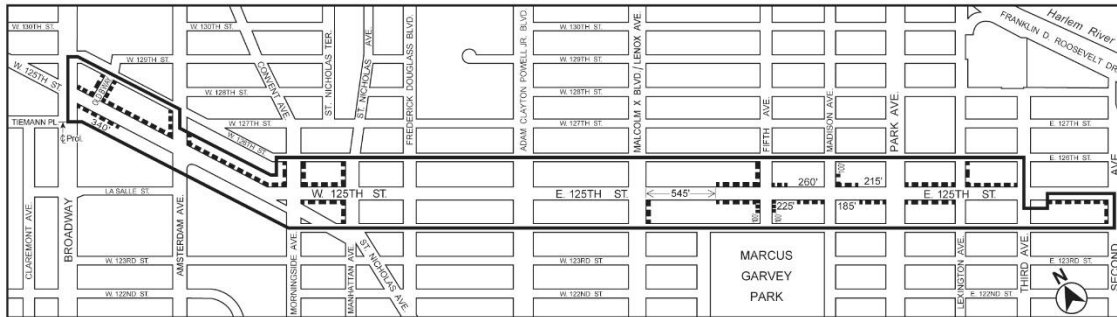 W. 130TH ST.
W. 130TH ST.
W. 130TH ST.
Harlem River
FRANKLIN D. ROOSEVELT DR.
W. 125TH ST.
OLD BWAY
W. 129TH ST.
CONVENT AVE.
ST. NICHOLAS TER.
ST. NICHOLAS AVE.
FREDERICK DOUGLASS BLVD.
ADAM CLAYTON POWELL JR. BLVD.
W. 129TH ST.
MALCOLM X BLVD./ LENOX AVE.
W. 128TH ST.
W. 128TH ST.
FIFTH AVE.
MADISON AVE.
PARK AVE.
TIEMANN PL.
340'
W. 127TH ST.
W. 126TH ST.
W. 127TH ST.
E. 127TH ST.
℄ Prol.
E. 126TH ST.
LA SALLE ST.
W. 125TH ST.
E. 125TH ST.
545'
260'
100'
215'
E. 125TH ST.
225'
185'
CLAREMONT AVE.
BROADWAY
AMSTERDAM AVE.
MORNINGSIDE AVE.
MANHATTAN AVE.
ST. NICHOLAS AVE.
W. 123RD ST.
W. 123RD ST.
MARCUS
GARVEY
PARK
LEXINGTON AVE.
THIRD AVE.
E. 123RD ST.
SECOND AVE.
W. 122ND ST.
W. 122ND ST.
E. 122ND ST.
N